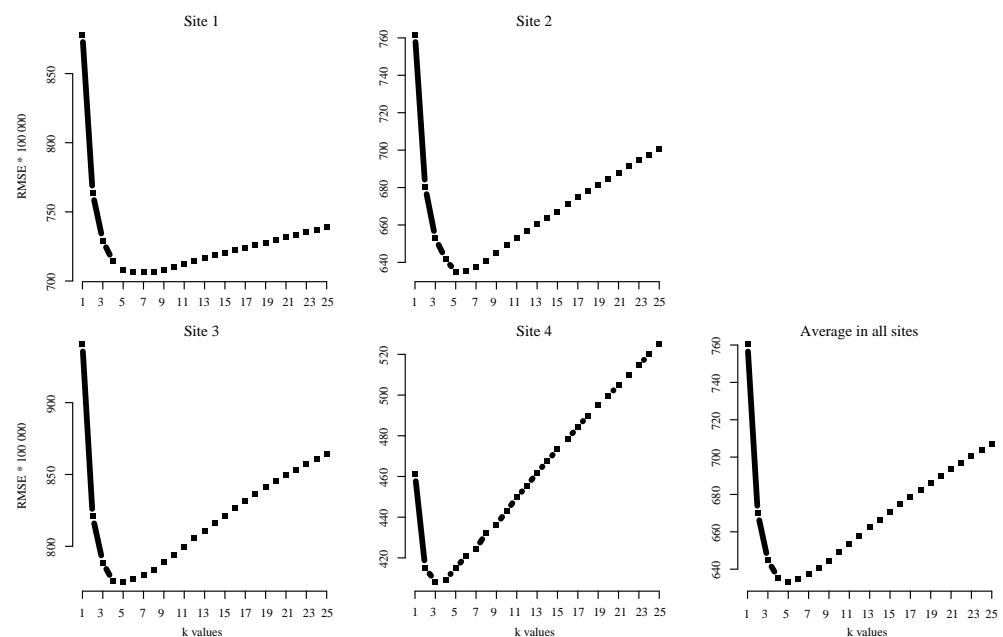 Site 1
RMSE * 100 000
700 750 800 850
1 3 5 7 9 11 13 15 17 19 21 23 25
Site 2
640 660 680 700 720 740 760
1 3 5 7 9 11 13 15 17 19 21 23 25
Site 3
RMSE * 100 000
800 850 900
1 3 5 7 9 11 13 15 17 19 21 23 25
k values
Site 4
420 440 460 480 500 520
1 3 5 7 9 11 13 15 17 19 21 23 25
k values
Average in all sites
640 660 680 700 720 740 760
1 3 5 7 9 11 13 15 17 19 21 23 25
k values